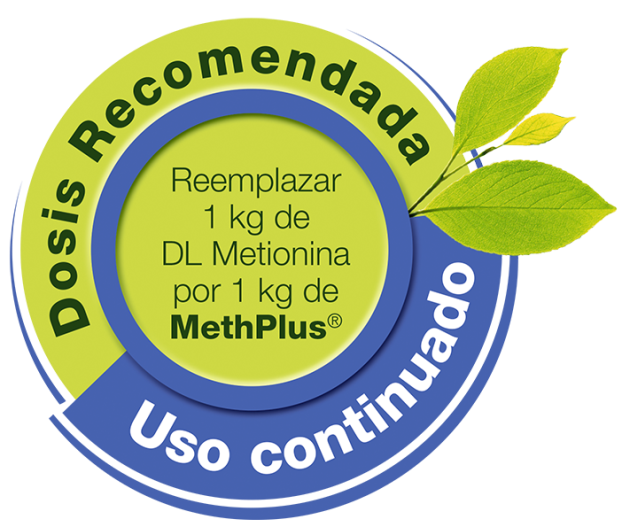 Dosis Recomendada
Reemplazar
1 kg de
DL Metionina
por 1 kg de
MethPlus®
Uso continuado